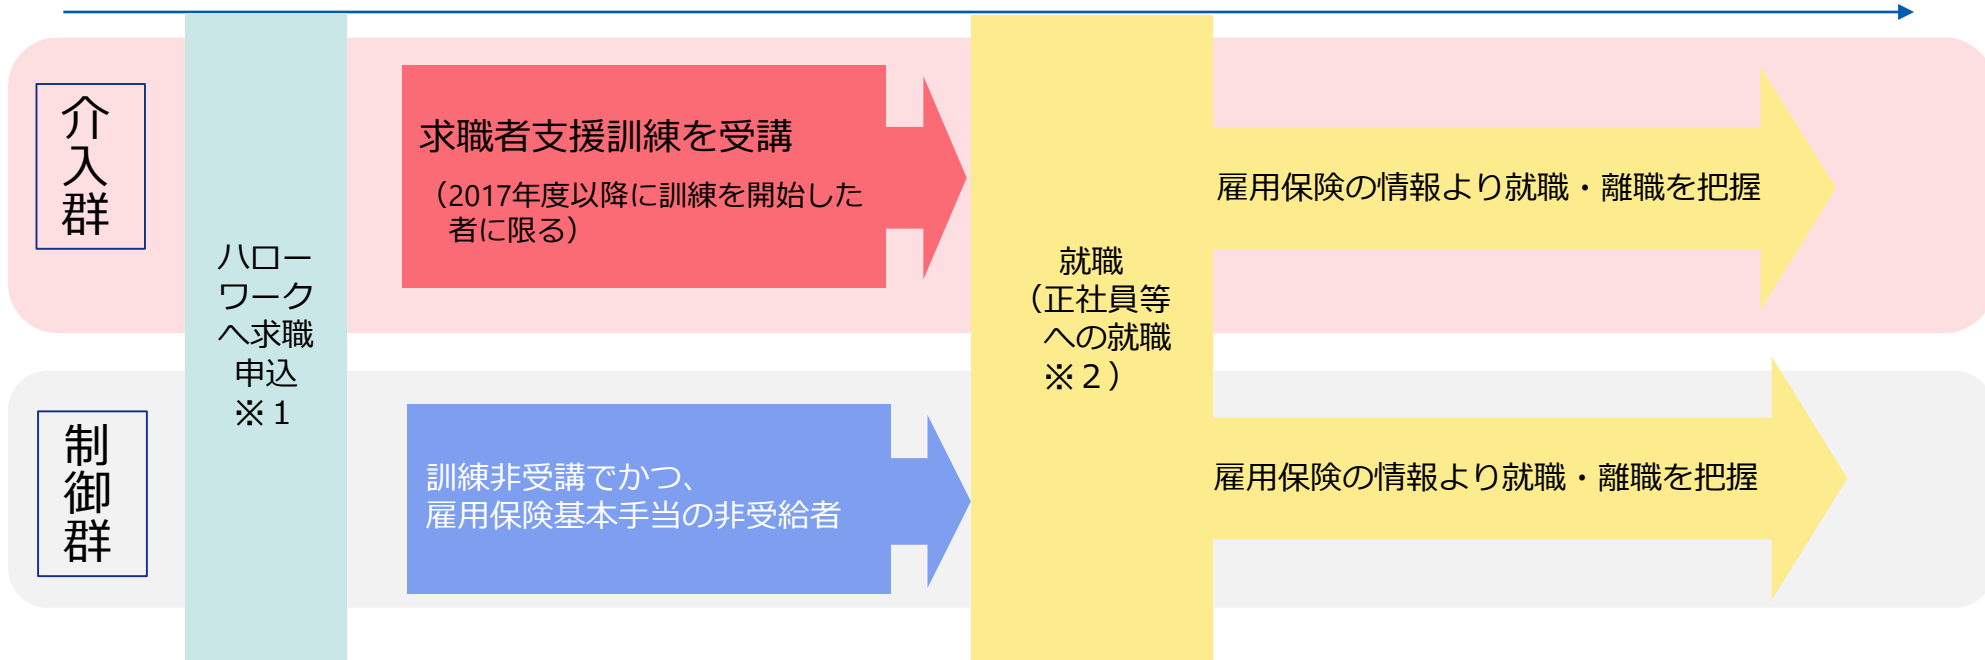 介入群
ハロー
ワーク
へ求職
申込
※１
求職者支援訓練を受講
（2017年度以降に訓練を開始した
者に限る）
就職
（正社員等
への就職
※２）
雇用保険の情報より就職・離職を把握
制御群
訓練非受講でかつ、
雇用保険基本手当の非受給者
雇用保険の情報より就職・離職を把握